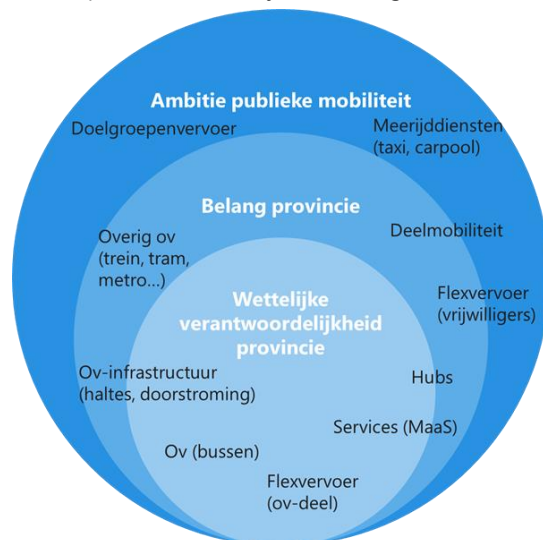 Ambitie publieke mobiliteit
Doelgroepenvervoer
Meerijddiensten
(taxi, carpool)
Belang provincie
Overig ov
(trein, tram,
metro...)
Deelmobiliteit
Wettelijke
verantwoordelijkheid
provincie
Flexvervoer
(vrijwilligers)
Ov-infrastructuur
(haltes, doorstroming)
Hubs
Services (MaaS)
Ov (bussen)
Flexvervoer
(ov-deel)